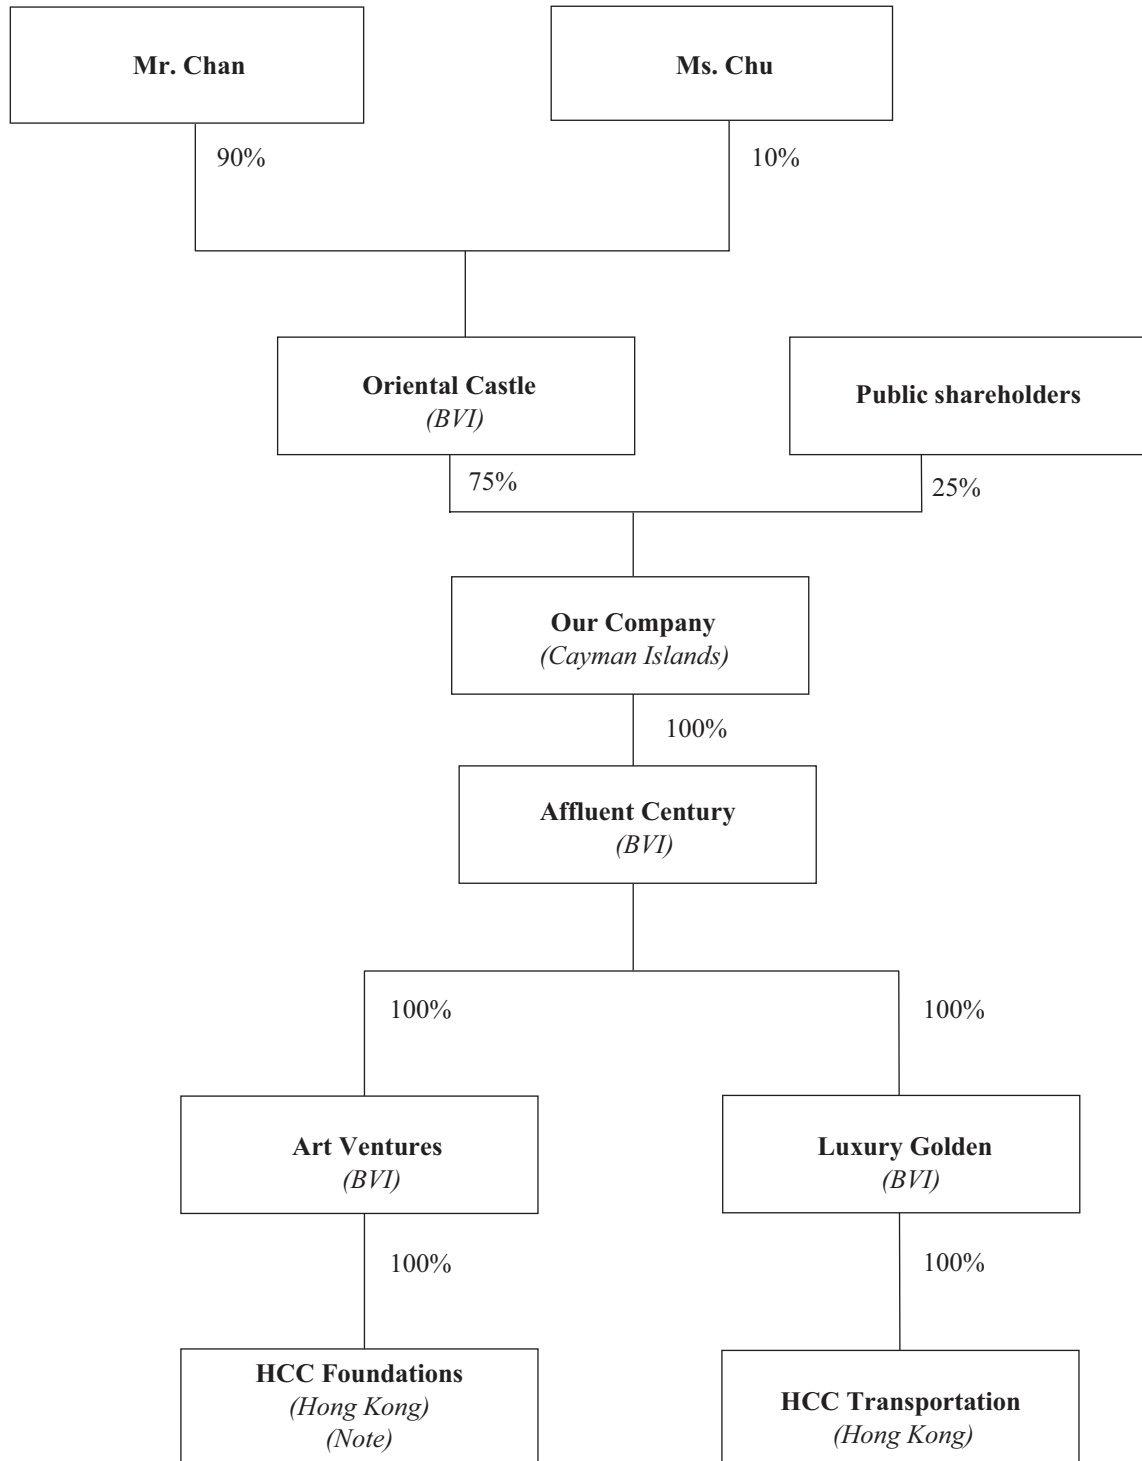 Mr. Chan
Ms. Chu
90%
10%
Oriental Castle
(BVI)
Public shareholders
75%
25%
Our Company
(Cayman Islands)
100%
Affluent Century
(BVI)
100%
100%
Art Ventures
(BVI)
Luxury Golden
(BVI)
100%
100%
HCC Foundations
(Hong Kong)
(Note)
HCC Transportation
(Hong Kong)